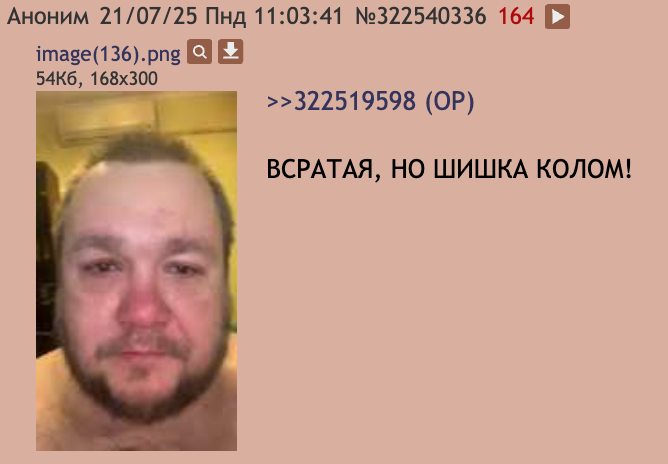 Аноним 21/07/25 Пнд 11:03:41 №322540336 164
image(136).png
54Кб, 168x300
>>322519598 (OP)
ВСРАТАЯ, НО ШИШКА КОЛОМ!